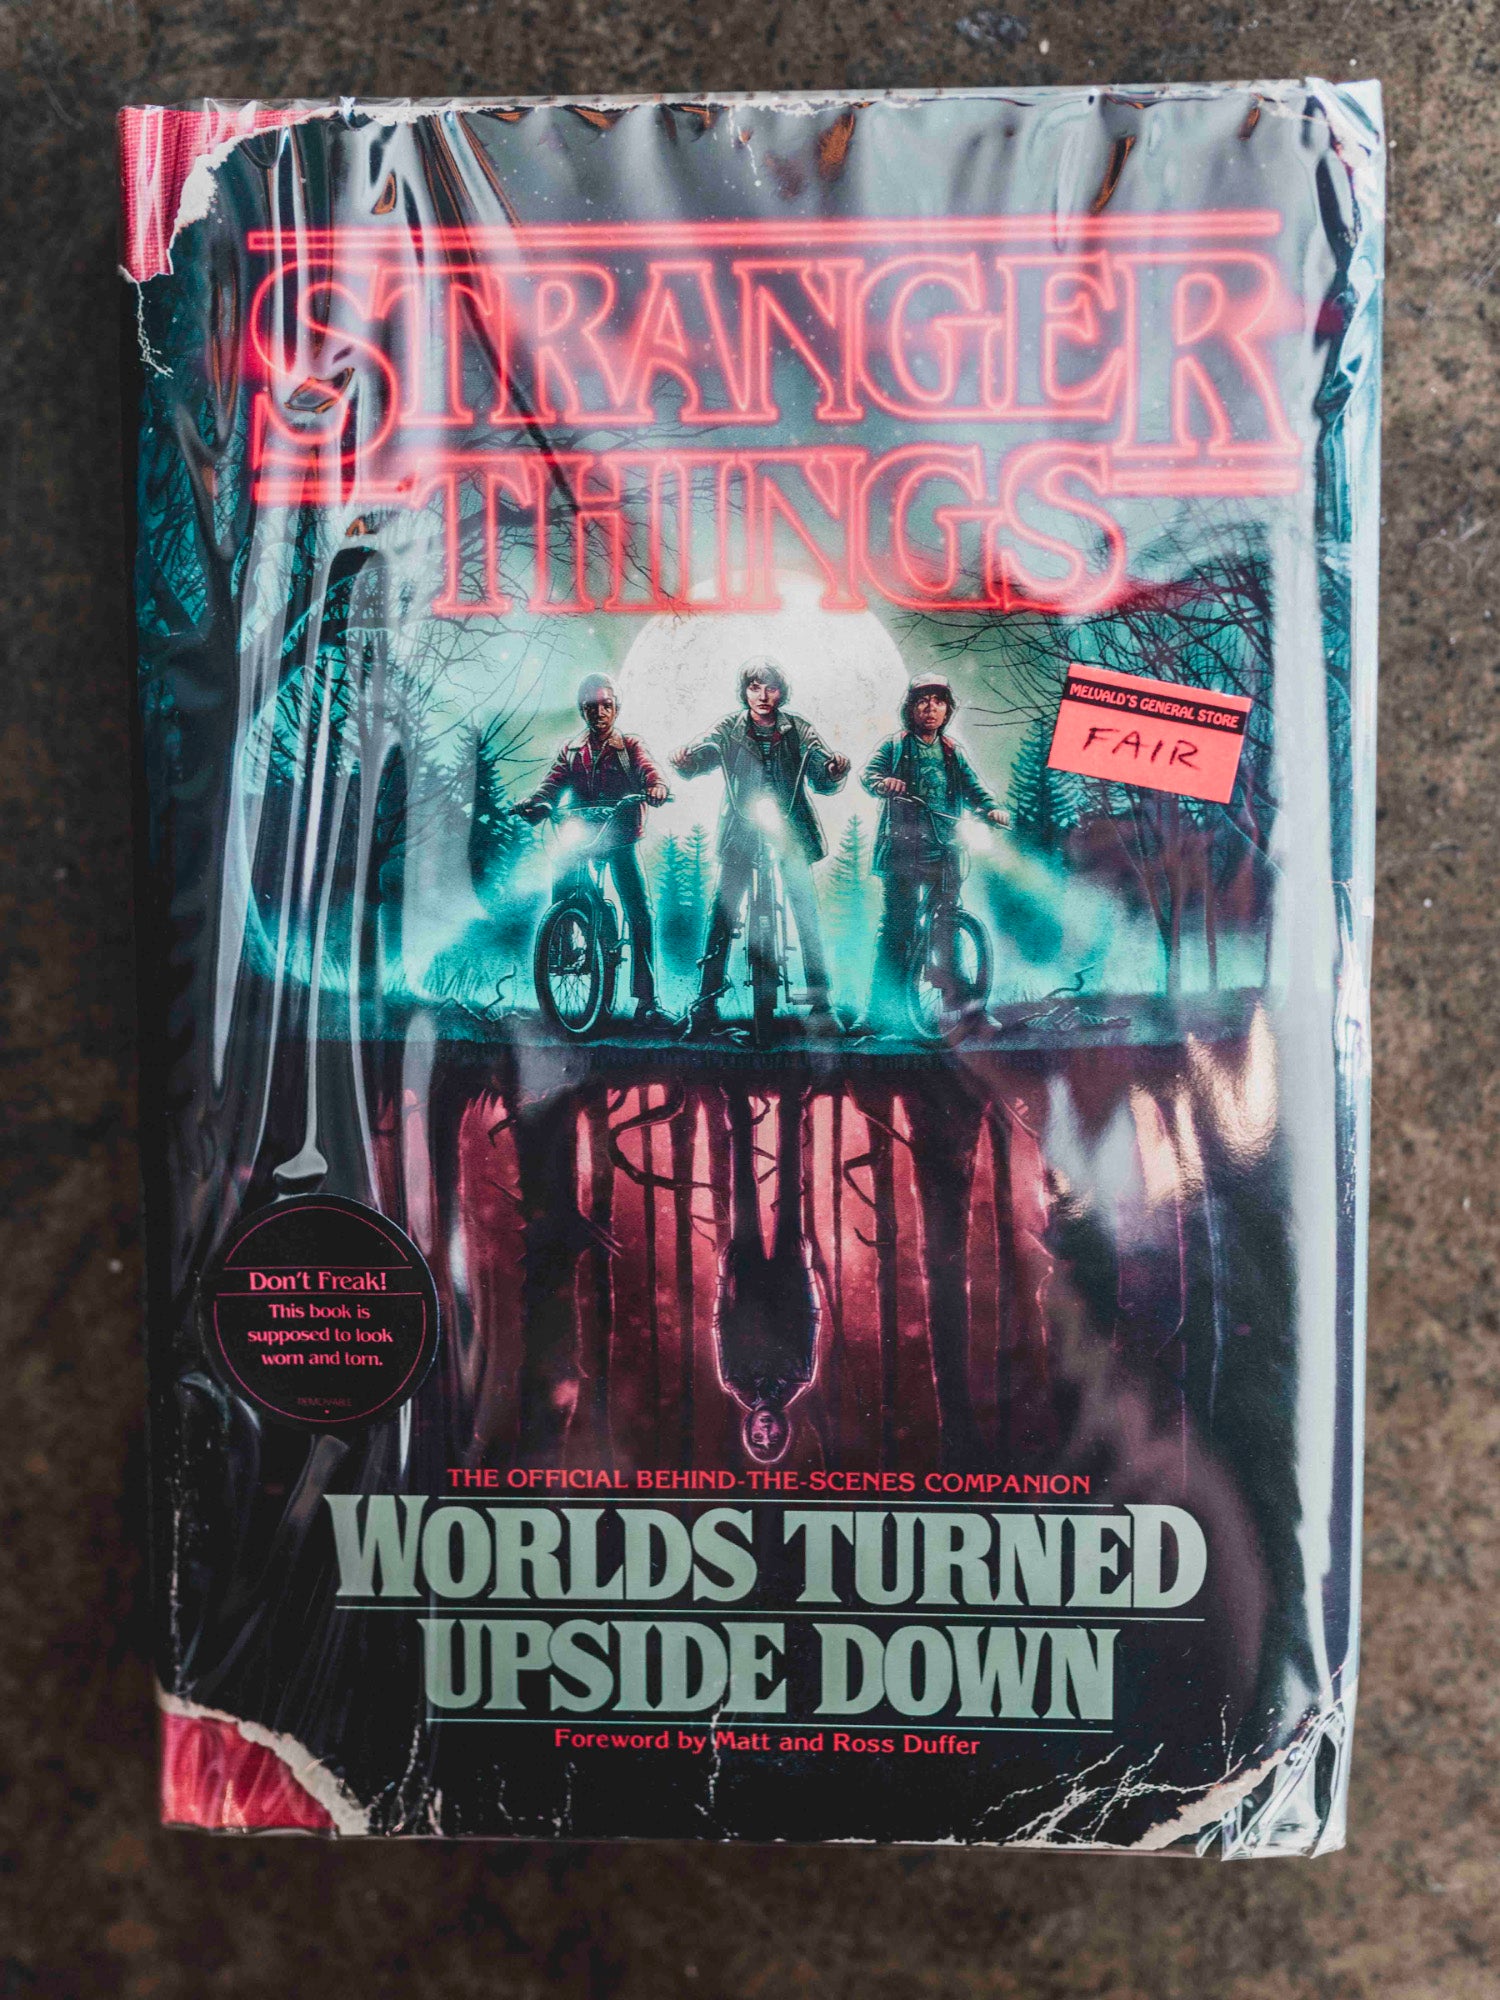 STRANGER
THINGS
MELVALD'S GENERAL STORE
FAIR
Don't Freak!
This book is
supposed to look
worn and torn.
REMOVABLE
THE OFFICIAL BEHIND-THE-SCENES COMPANION
WORLDS TURNED
UPSIDE DOWN
Foreword by Matt and Ross Duffer